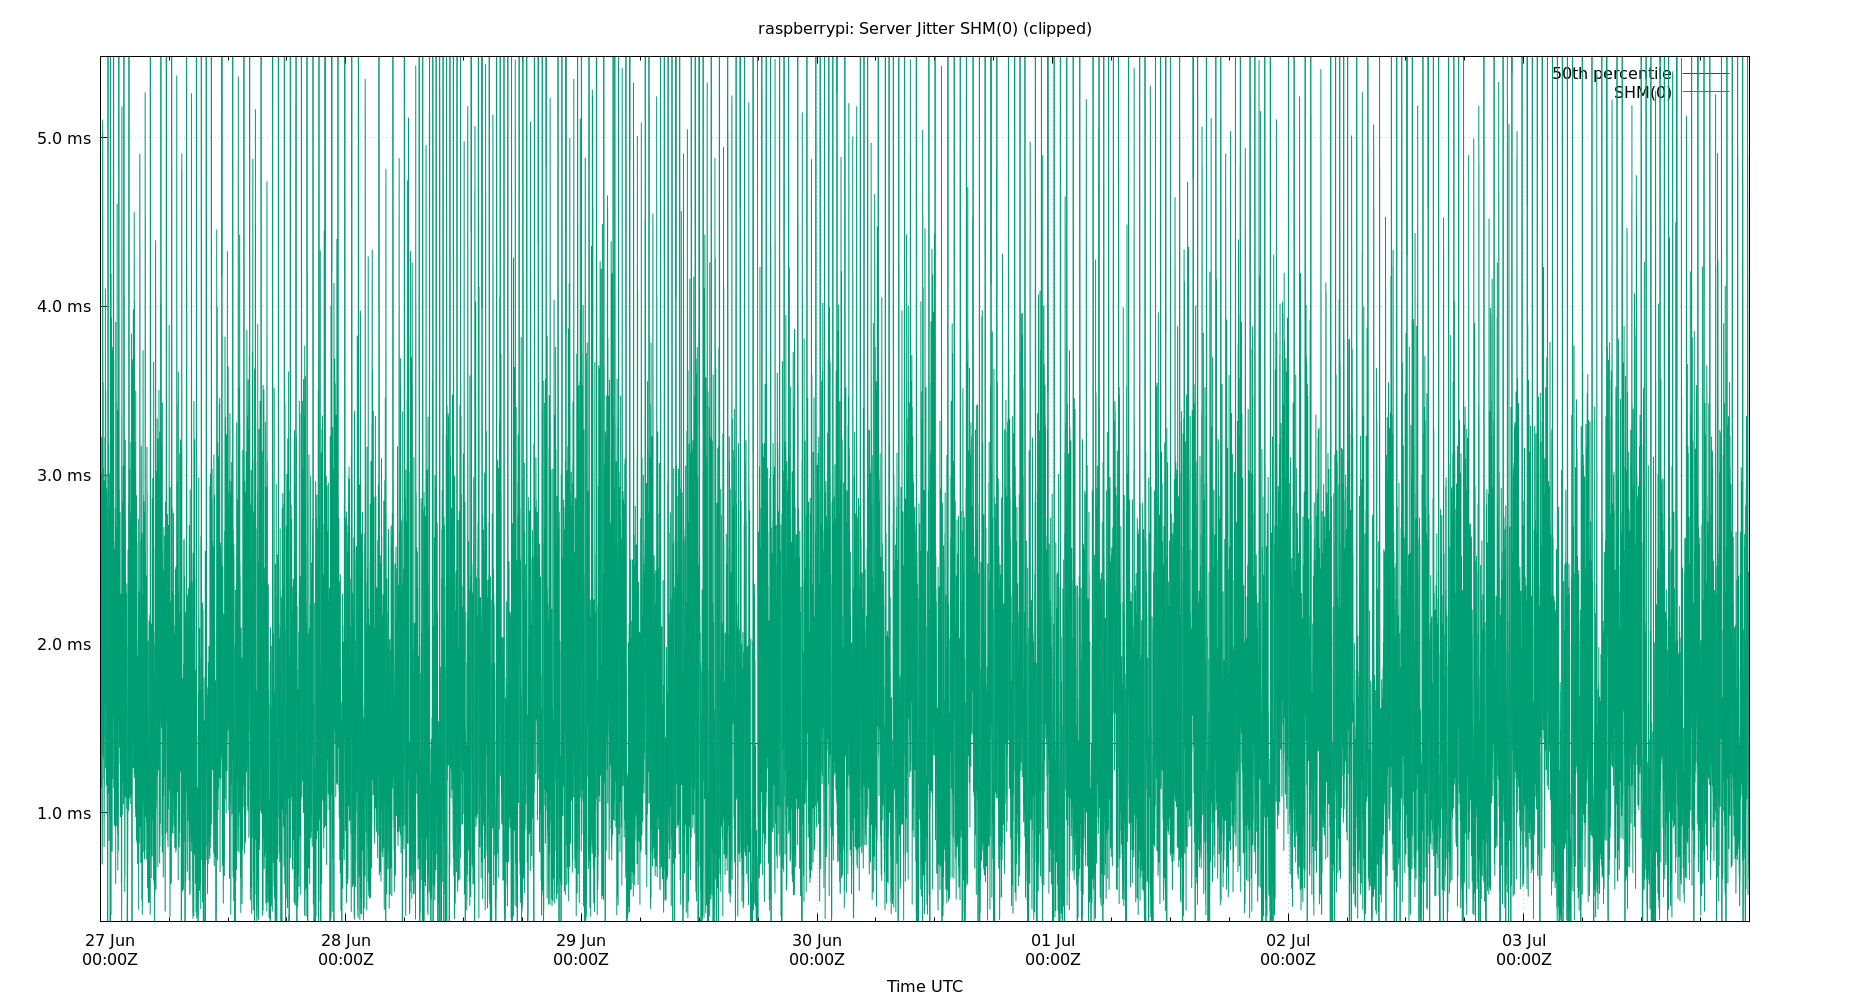 raspberrypi: Server Jitter SHM(0) (clipped)
50th percentile
SHM(0)
5.0 ms
4.0 ms
3.0 ms
2.0 ms
1.0 ms
27 Jun 28 Jun 29 Jun 30 Jun 01 Jul 02 Jul 03 Jul
00:00Z 00:00Z 00:00Z 00:00Z 00:00Z 00:00Z 00:00Z
Time UTC